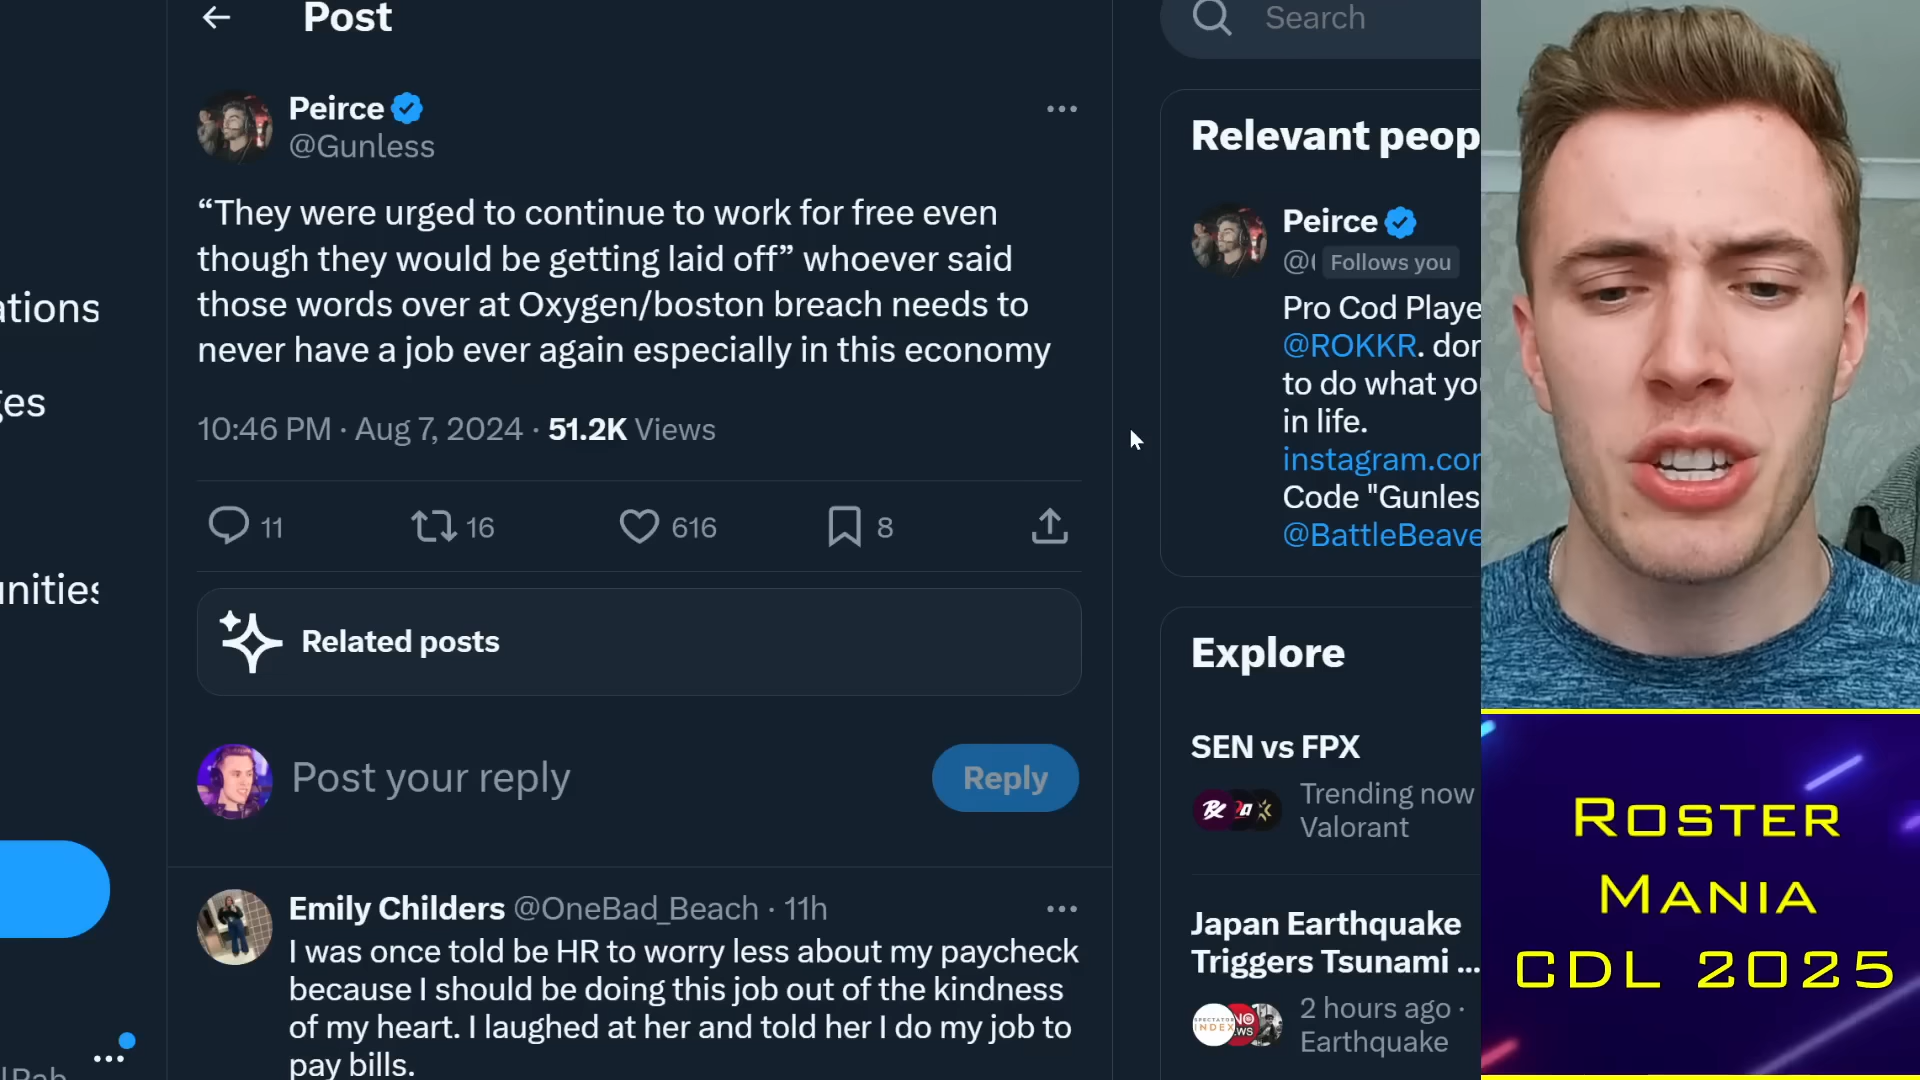 Post
Peirce
@Gunless
“They were urged to continue to work for free even
though they would be getting laid off” whoever said
those words over at Oxygen/boston breach needs to
never have a job ever again especially in this economy
10:46 PM · Aug 7, 2024 · 51.2K Views
11
16
616
8
Related posts
Post your reply
Reply
Emily Childers @OneBad_Beach · 11h
I was once told be HR to worry less about my paycheck
because I should be doing this job out of the kindness
of my heart. I laughed at her and told her I do my job to
pay bills.
ations
ges
unities
Search
Relevant peop
Peirce
@ Follows you
Pro Cod Playe
@ROKKR. don
to do what you
in life.
instagram.com
Code "Gunles
@BattleBeave
Explore
SEN vs FPX
Trending now
Valorant
Japan Earthquake
Triggers Tsunami ...
2 hours ago ·
Earthquake
SPECTATOR
INDEX
Roster
Mania
CDL 2025